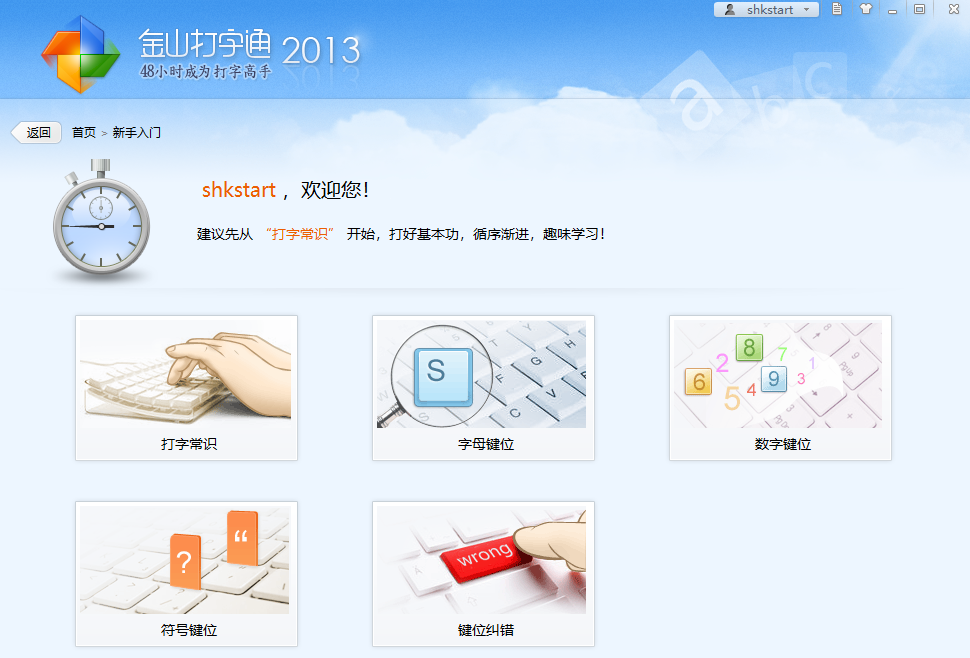 shkstart
金山打字通 2013
48小时成为打字高手
a b c
返回 首页 > 新手入门
shkstart ，欢迎您！
建议先从 “打字常识” 开始，打好基本功，循序渐进，趣味学习！
打字常识
S F G H C V Y
字母键位
2 8 7 6 5 4 9 3 1
数字键位
? “
符号键位
wrong
A
键位纠错